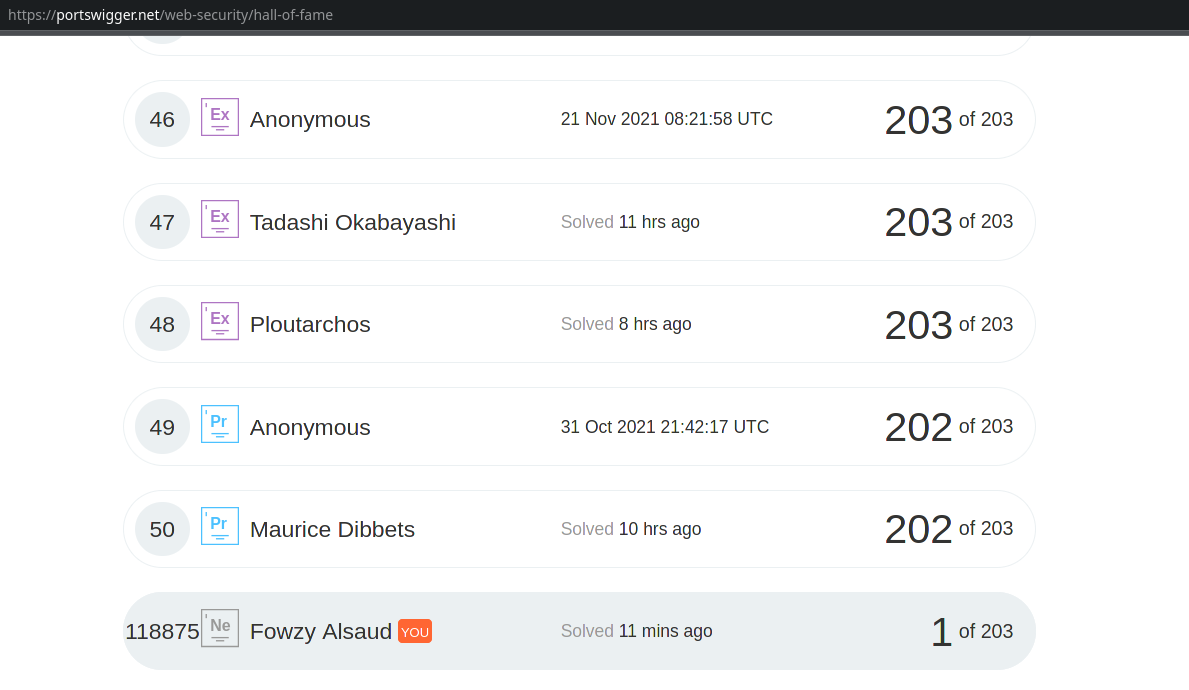 https://portswigger.net/web-security/hall-of-fame
46 Ex Anonymous 21 Nov 2021 08:21:58 UTC 203 of 203
47 Ex Tadashi Okabayashi Solved 11 hrs ago 203 of 203
48 Ex Ploutarchos Solved 8 hrs ago 203 of 203
49 Pr Anonymous 31 Oct 2021 21:42:17 UTC 202 of 203
50 Pr Maurice Dibbets Solved 10 hrs ago 202 of 203
118875 Ne Fowzy Alsaud YOU Solved 11 mins ago 1 of 203